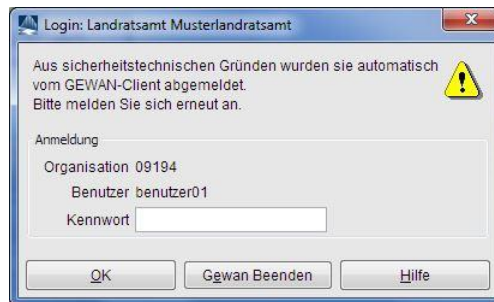 Login: Landratsamt Musterlandratsamt
Aus sicherheitstechnischen Gründen wurden sie automatisch
vom GEWAN-Client abgemeldet.
Bitte melden Sie sich erneut an.
Anmeldung
Organisation 09194
Benutzer benutzer01
Kennwort
OK Gewan Beenden Hilfe